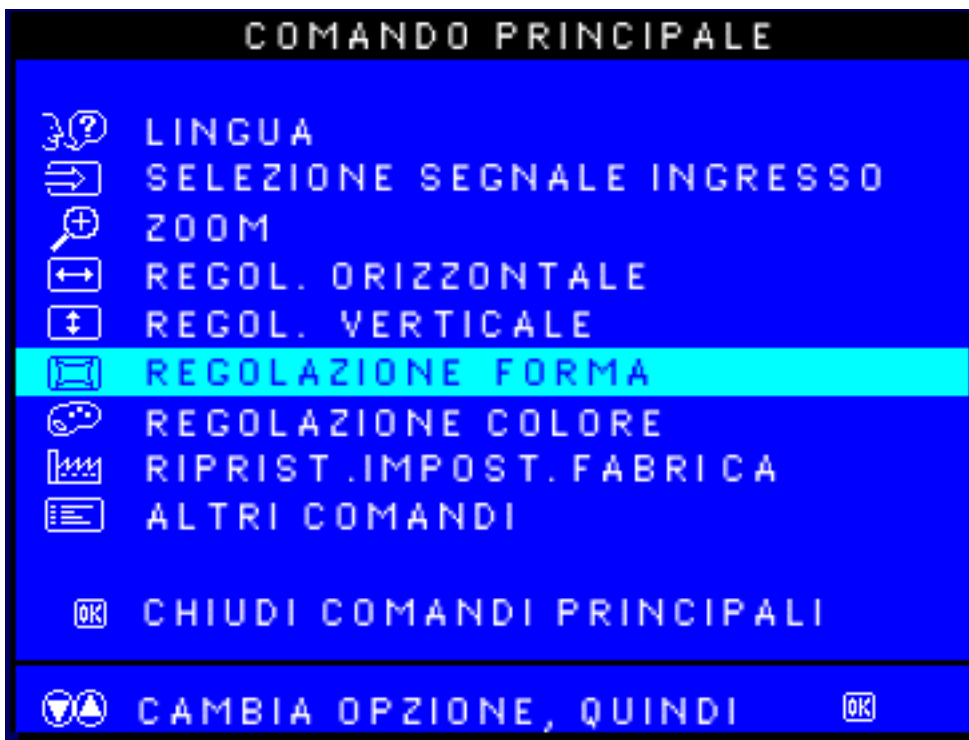 COMANDO PRINCIPALE
LINGUA
SELEZIONE SEGNALE INGRESSO
ZOOM
REGOL. ORIZZONTALE
REGOL. VERTICALE
REGOLAZIONE FORMA
REGOLAZIONE COLORE
RIPRIST.IMPOST.FABRICA
ALTRI COMANDI
OK CHIUDI COMANDI PRINCIPALI
CAMBIA OPZIONE, QUINDI OK